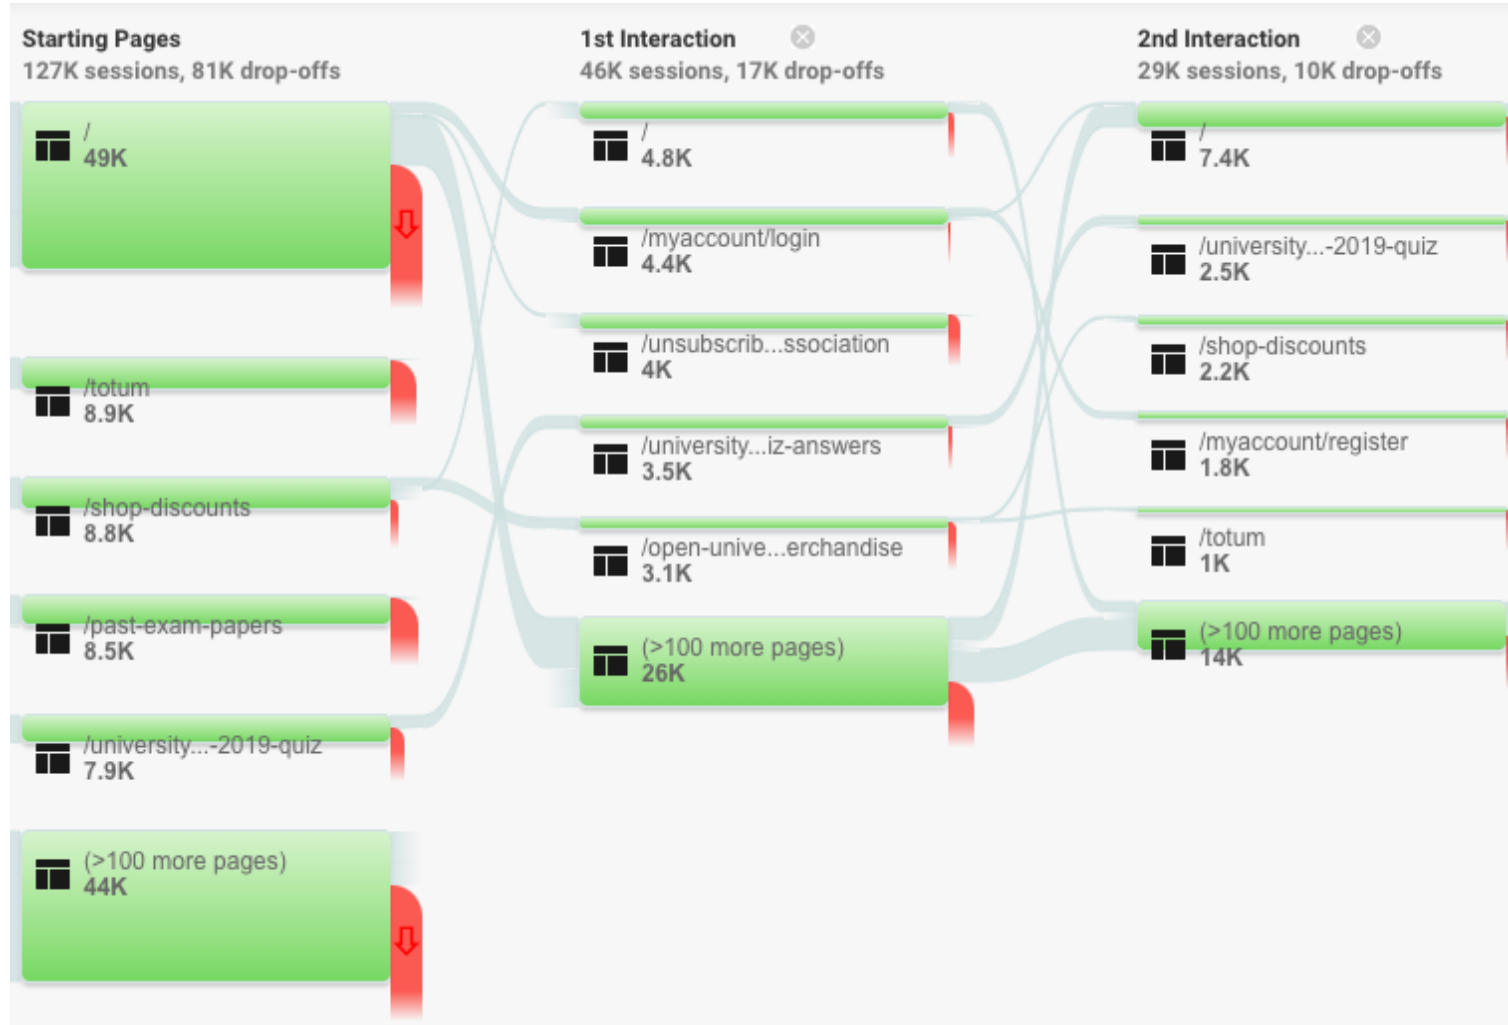 Starting Pages
127K sessions, 81K drop-offs
/
49K
/totum
8.9K
/shop-discounts
8.8K
/past-exam-papers
8.5K
/university...-2019-quiz
7.9K
(>100 more pages)
44K
1st Interaction
46K sessions, 17K drop-offs
/
4.8K
/myaccount/login
4.4K
/unsubscrib...ssociation
4K
/university...iz-answers
3.5K
/open-unive...erchandise
3.1K
(>100 more pages)
26K
2nd Interaction
29K sessions, 10K drop-offs
/
7.4K
/university...-2019-quiz
2.5K
/shop-discounts
2.2K
/myaccount/register
1.8K
/totum
1K
(>100 more pages)
14K